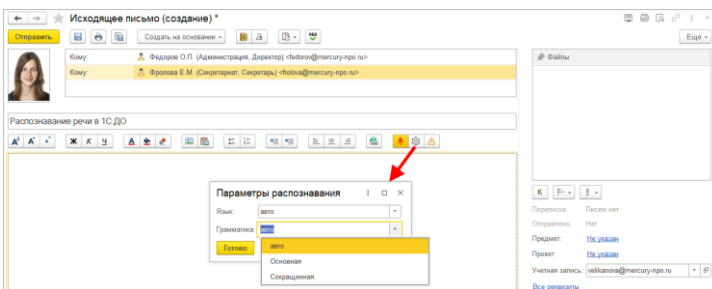 Исходящее письмо (создание) *
Отправить
Создать на основании
Еще
Кому: Федоров О.П. (Администрация, Директор) <fedorov@mercury-npo.ru>
Кому: Фролова Е.М. (Секретариат, Секретарь) <frolova@mercury-npo.ru>
Файлы
Распознавание речи в 1С:ДО
Ж К Ч
Параметры распознавания
Язык: авто
Грамматика: авто
Готово
авто
Основная
Сокращенная
К
Переписка: Писем нет
Отправлено: Нет
Предмет: Не указан
Проект: Не указан
Учетная запись: velikanova@mercury-npo.ru
Все реквизиты